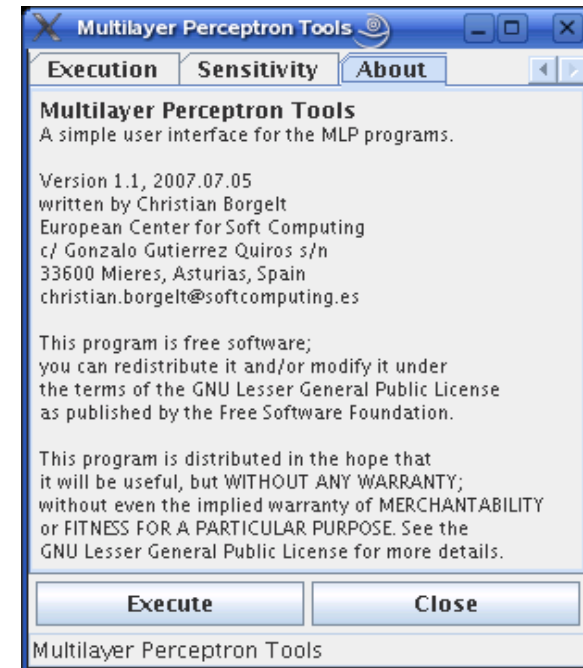 Multilayer Perceptron Tools
Execution Sensitivity About
Multilayer Perceptron Tools
A simple user interface for the MLP programs.
Version 1.1, 2007.07.05
written by Christian Borgelt
European Center for Soft Computing
c/ Gonzalo Gutierrez Quiros s/n
33600 Mieres, Asturias, Spain
christian.borgelt@softcomputing.es
This program is free software;
you can redistribute it and/or modify it under
the terms of the GNU Lesser General Public License
as published by the Free Software Foundation.
This program is distributed in the hope that
it will be useful, but WITHOUT ANY WARRANTY;
without even the implied warranty of MERCHANTABILITY
or FITNESS FOR A PARTICULAR PURPOSE. See the
GNU Lesser General Public License for more details.
Execute Close
Multilayer Perceptron Tools